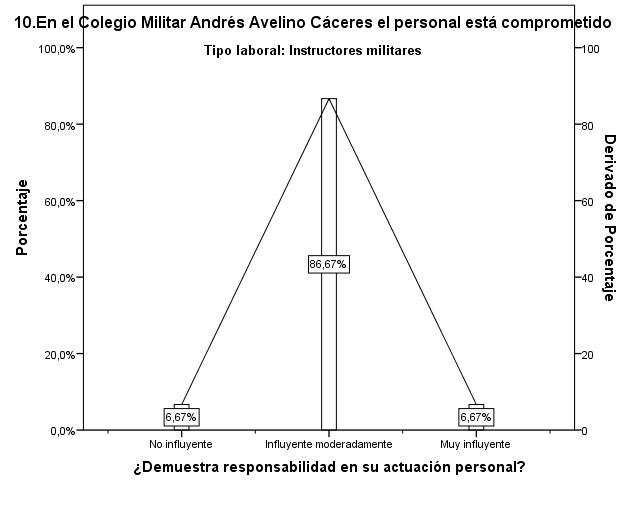 10.En el Colegio Militar Andrés Avelino Cáceres el personal está comprometido
Tipo laboral: Instructores militares
100,0%
80,0%
60,0%
40,0%
20,0%
0,0%
Porcentaje
100
80
60
40
20
0
Derivado de Porcentaje
6,67%
86,67%
6,67%
No influyente
Influyente moderadamente
Muy influyente
¿Demuestra responsabilidad en su actuación personal?